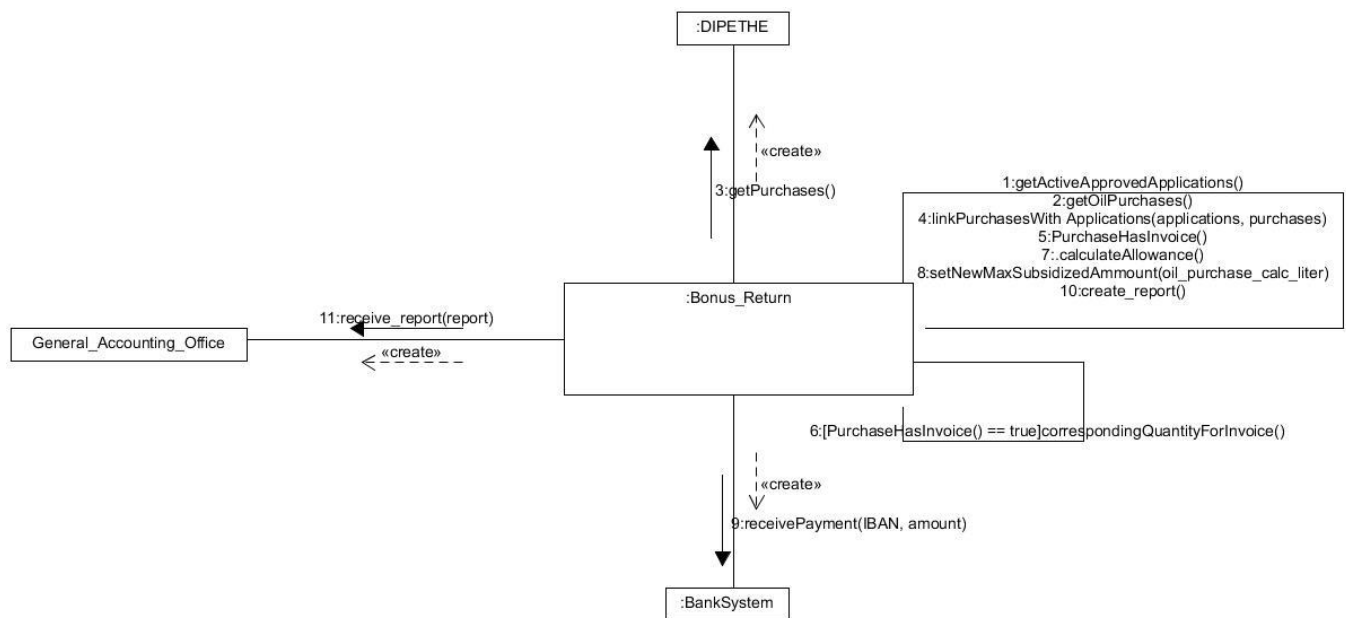 :DIPETHE
«create»
3:getPurchases()
1:getActiveApprovedApplications()
2:getOilPurchases()
4:linkPurchasesWith Applications(applications, purchases)
5:PurchaseHasInvoice()
7:.calculateAllowance()
8:setNewMaxSubsidizedAmmount(oil_purchase_calc_liter)
10:create_report()
:Bonus_Return
11:receive_report(report)
General_Accounting_Office
«create»
6:[PurchaseHasInvoice() == true]correspondingQuantityForInvoice()
«create»
9:receivePayment(IBAN, amount)
:BankSystem